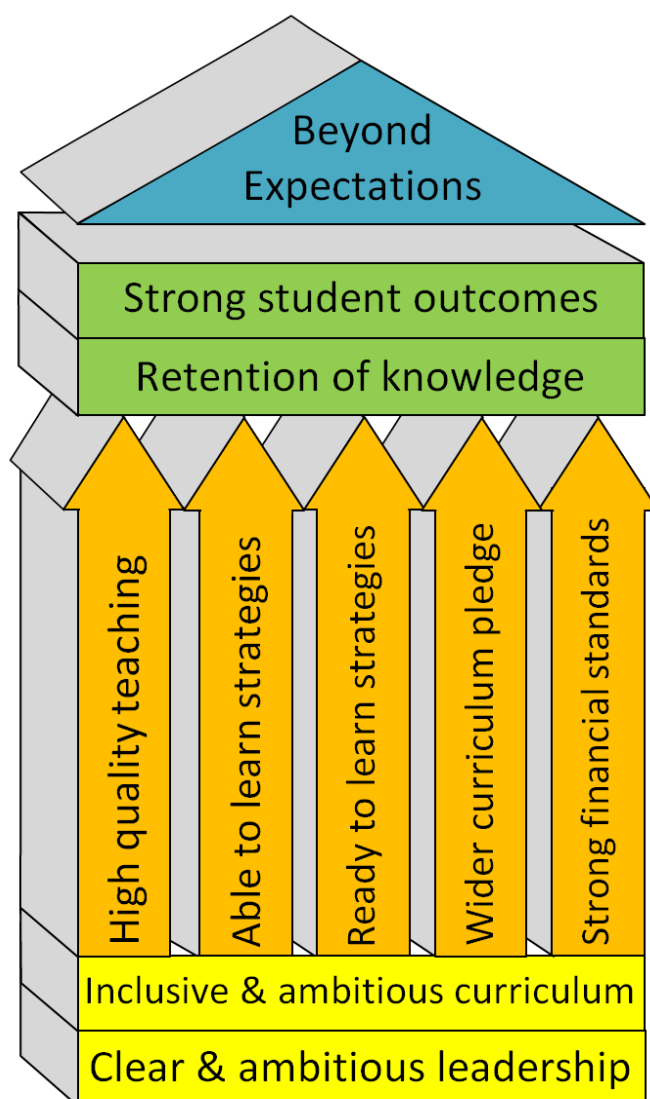 Beyond
Expectations
Strong student outcomes
Retention of knowledge
High quality teaching
Able to learn strategies
Ready to learn strategies
Wider curriculum pledge
Strong financial standards
Inclusive & ambitious curriculum
Clear & ambitious leadership